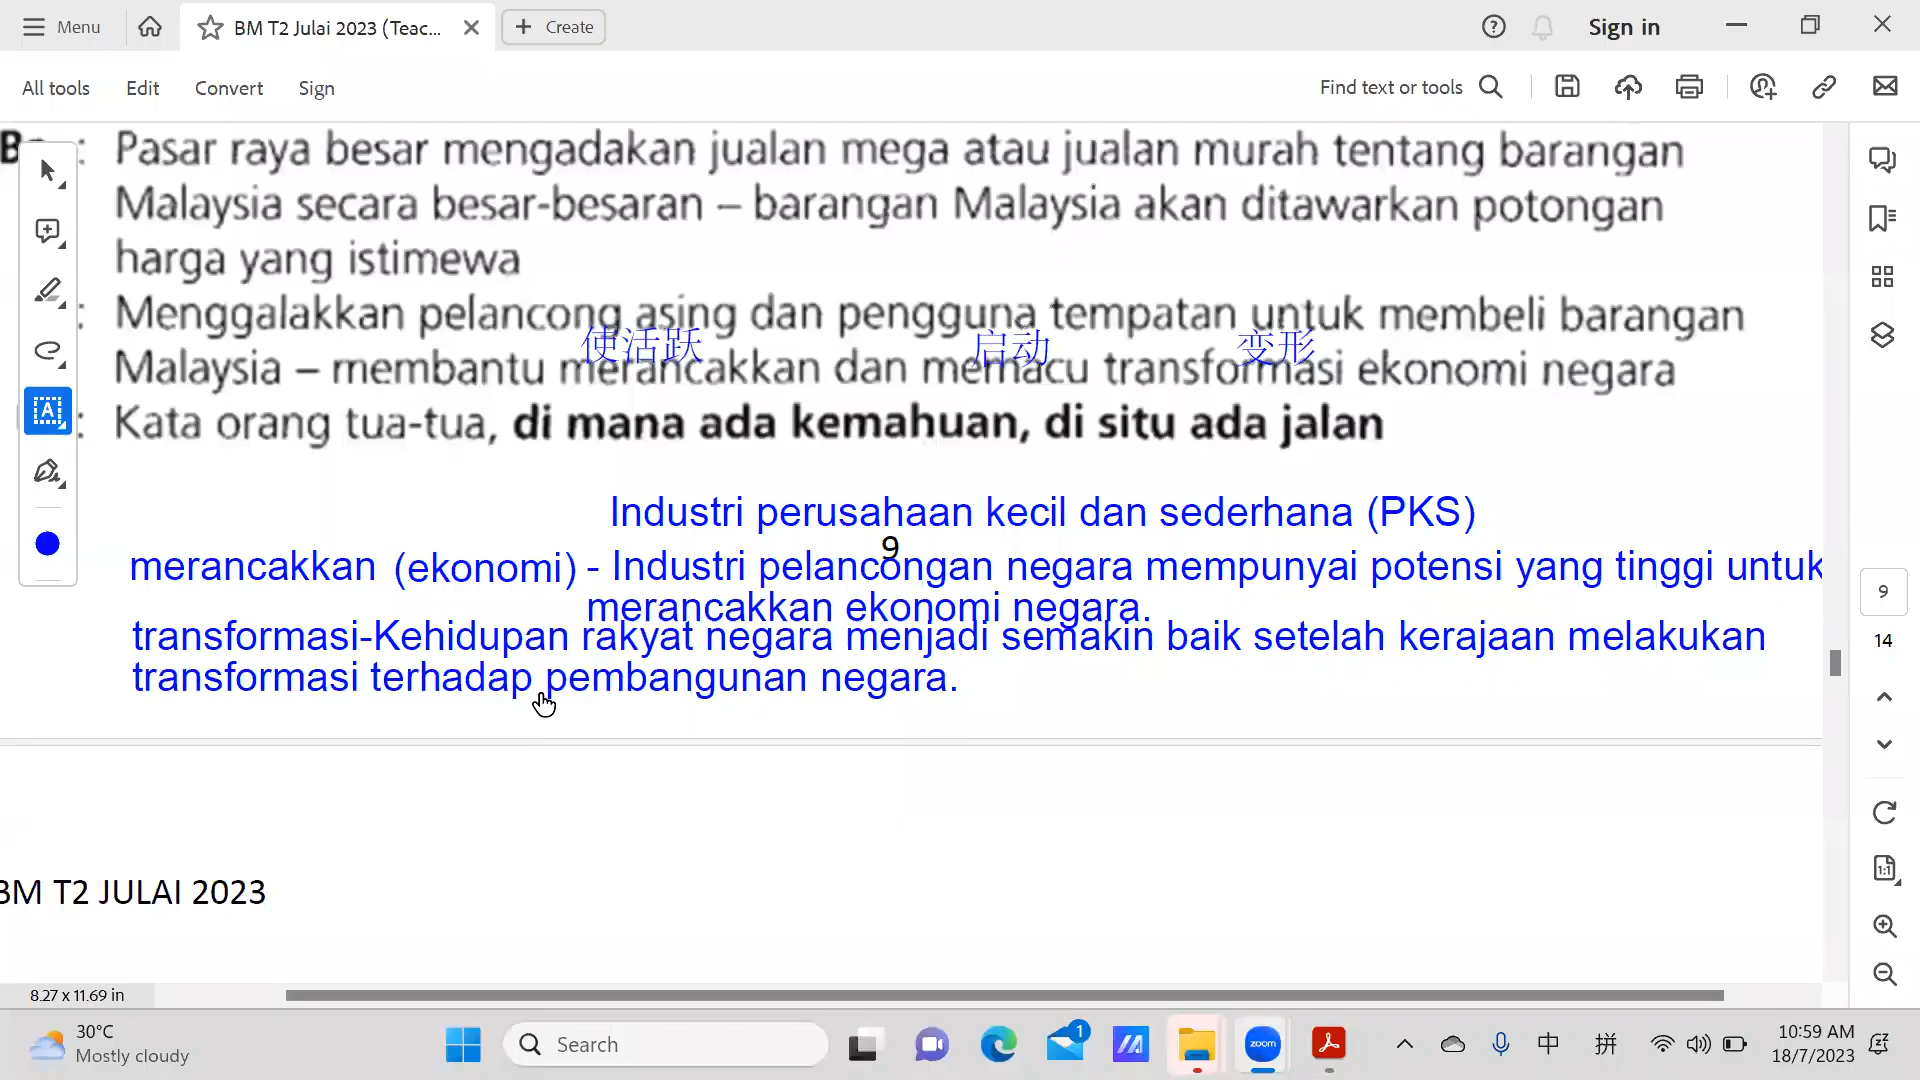 Menu
BM T2 Julai 2023 (Teac...
Create
Sign in
All tools
Edit
Convert
Sign
Find text or tools
: Pasar raya besar mengadakan jualan mega atau jualan murah tentang barangan
Malaysia secara besar-besaran – barangan Malaysia akan ditawarkan potongan
harga yang istimewa
: Menggalakkan pelancong asing dan pengguna tempatan untuk membeli barangan
使活跃 启动 变形
Malaysia – membantu merancakkan dan memacu transformasi ekonomi negara
: Kata orang tua-tua, di mana ada kemahuan, di situ ada jalan
Industri perusahaan kecil dan sederhana (PKS)
9
merancakkan (ekonomi) - Industri pelancongan negara mempunyai potensi yang tinggi untuk
merancakkan ekonomi negara.
transformasi-Kehidupan rakyat negara menjadi semakin baik setelah kerajaan melakukan
transformasi terhadap pembangunan negara.
9
14
BM T2 JULAI 2023
8.27 x 11.69 in
30°C
Mostly cloudy
Search
1
zoom
中
拼
10:59 AM
18/7/2023